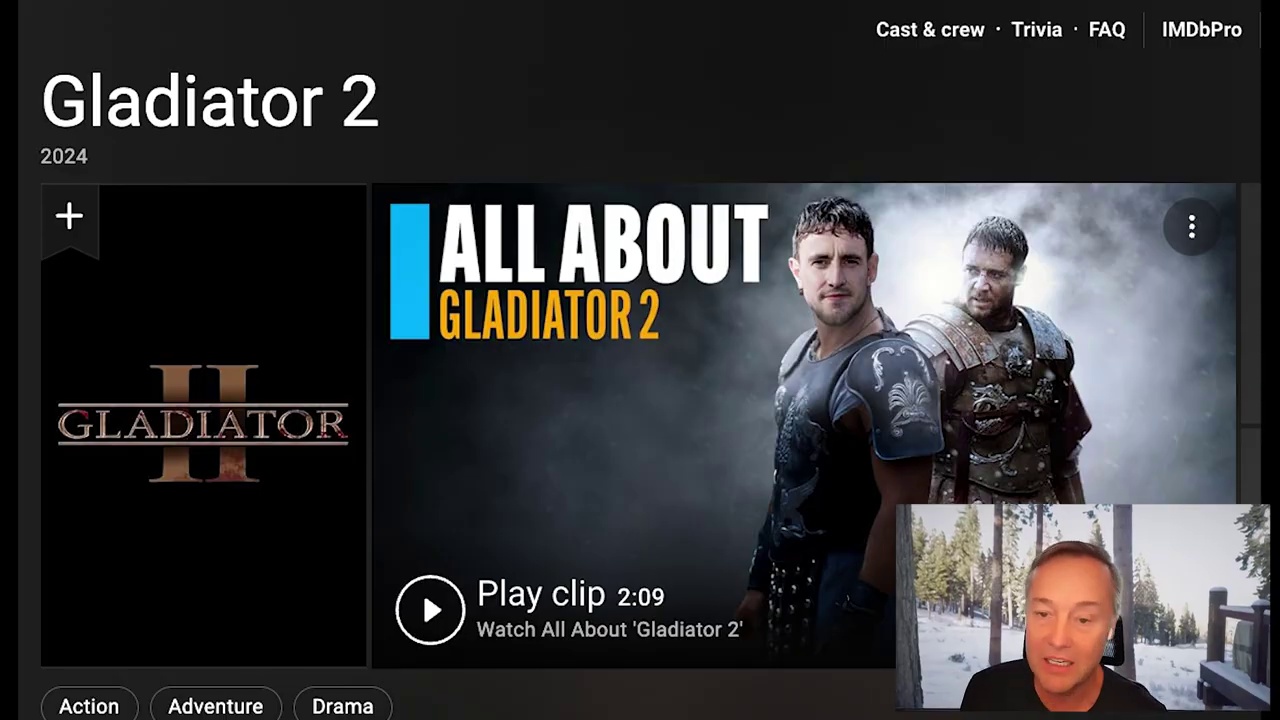 Cast & crew · Trivia · FAQ IMDbPro
Gladiator 2
2024
ALL ABOUT
GLADIATOR 2
II
GLADIATOR
Play clip 2:09
Watch All About 'Gladiator 2'
Action Adventure Drama